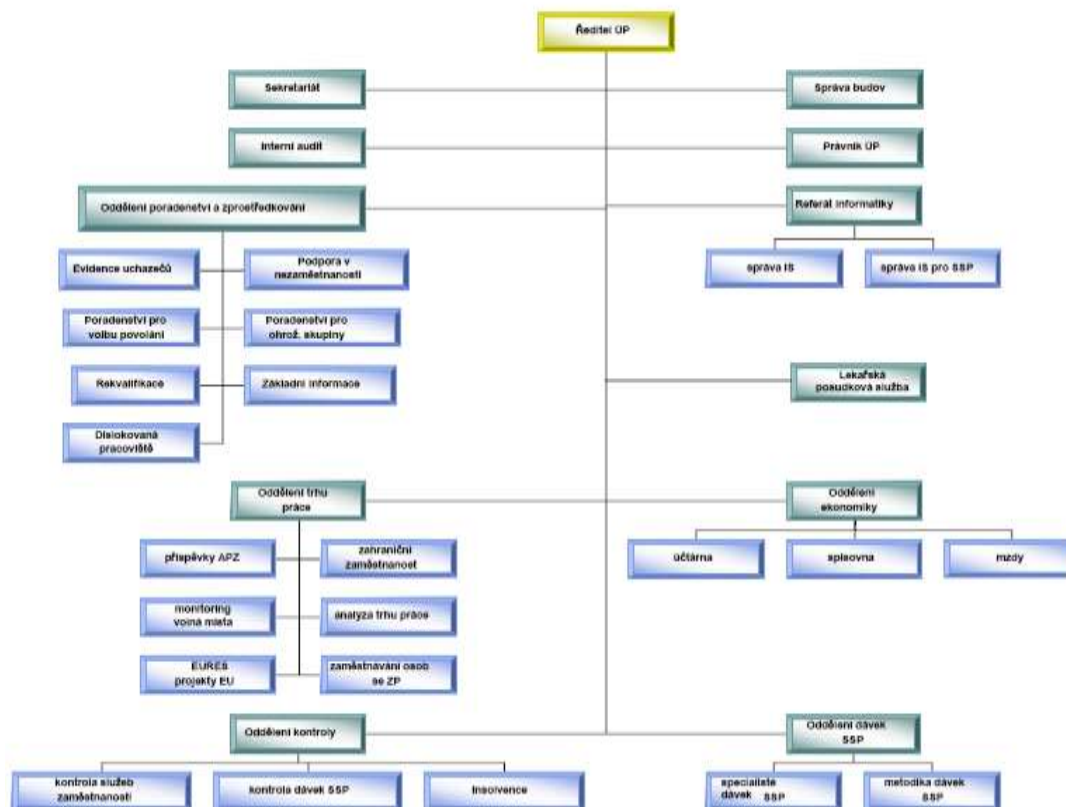 Ředitel ÚP
Sekretariát
Správa budov
Interní audit
Právník ÚP
Oddělení poradenství a zprostředkování
Referát informatiky
Evidence uchazečů
Podpora v
nezaměstnanosti
správa IS
správa IS pro SSP
Poradenství pro
volbu povolání
Poradenství pro
ohrož. skupiny
Rekvalifikace
Základní informace
Lékařská
posudková služba
Dislokovaná
pracoviště
Oddělení trhu
práce
Oddělení
ekonomiky
příspěvky APZ
zahraniční
zaměstnanost
účtárna
spisovna
mzdy
monitoring
volná místa
analýza trhu práce
EURES
projekty EU
zaměstnávání osob
se ZP
Oddělení kontroly
Oddělení dávek
SSP
kontrola služeb
zaměstnanosti
kontrola dávek SSP
Insolvence
specialisté
dávek SSP
metodika dávek
SSP